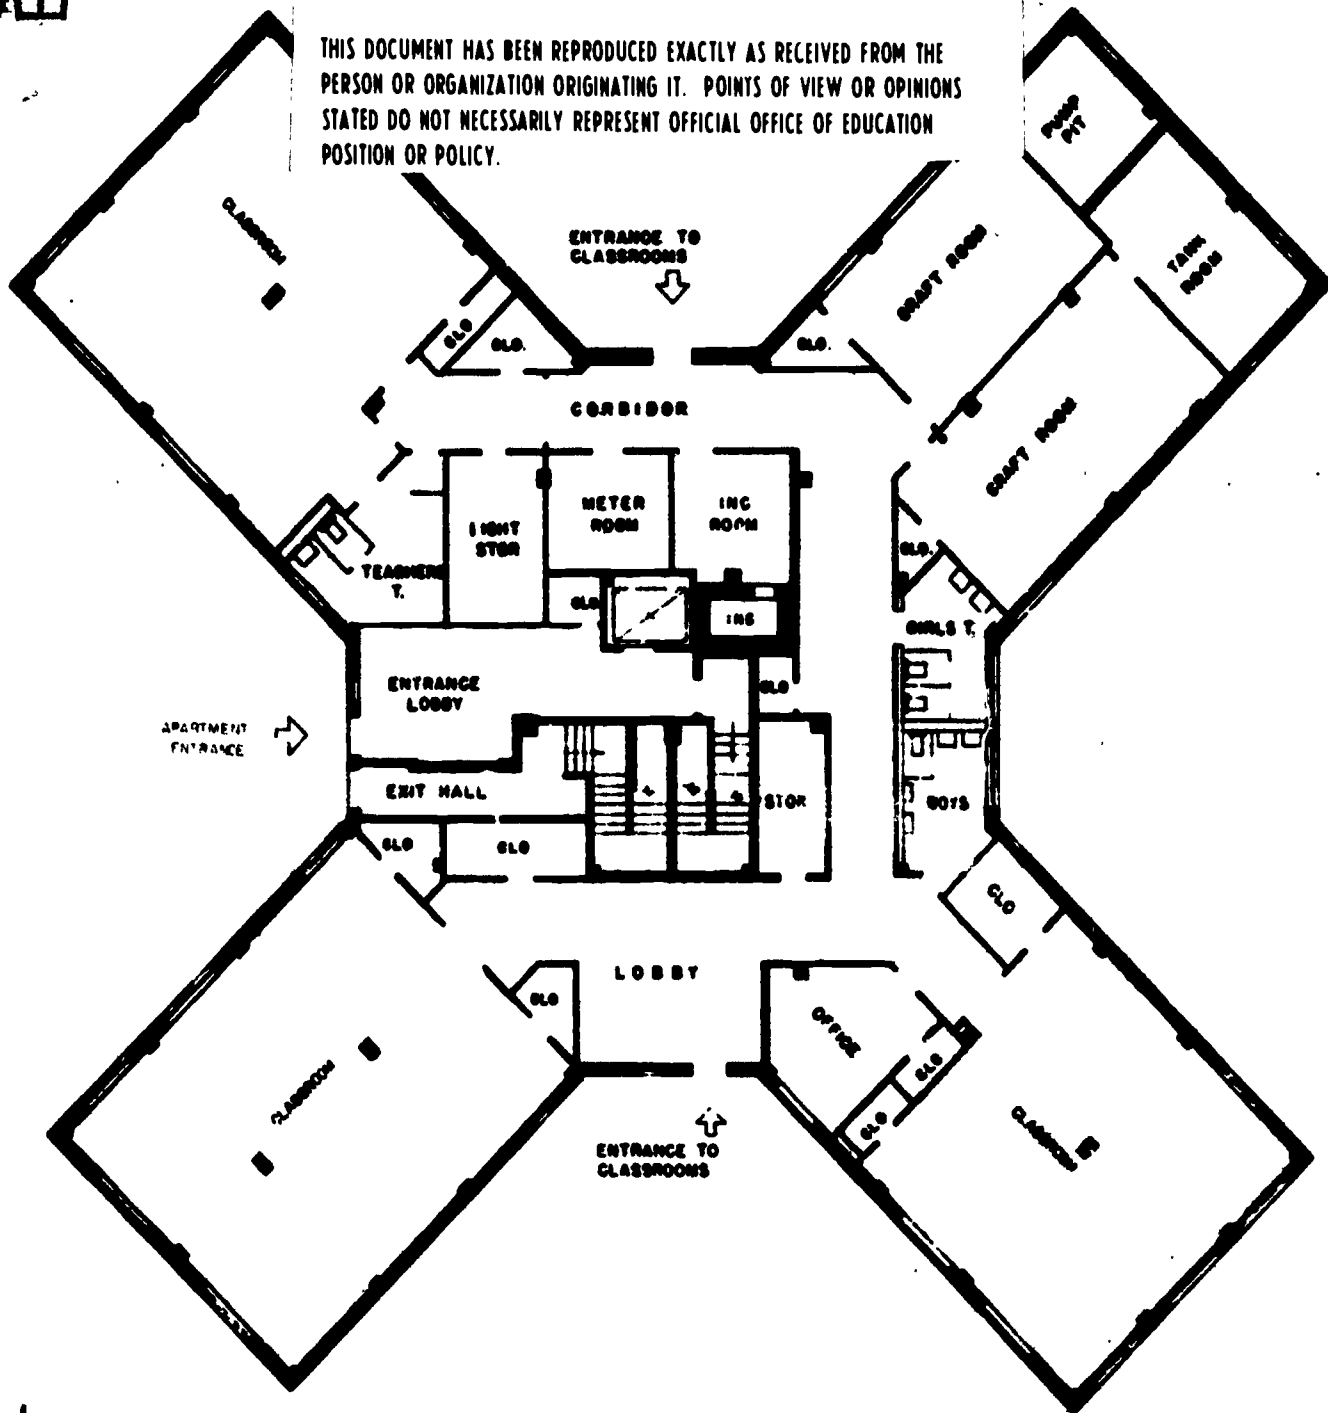 THIS DOCUMENT HAS BEEN REPRODUCED EXACTLY AS RECEIVED FROM THE
PERSON OR ORGANIZATION ORIGINATING IT. POINTS OF VIEW OR OPINIONS
STATED DO NOT NECESSARILY REPRESENT OFFICIAL OFFICE OF EDUCATION
POSITION OR POLICY.
PUMP
PIT
CLASSROOM
ENTRANCE TO
CLASSROOMS
CRAFT ROOM
TANK
ROOM
CLO
CLO.
CLO.
CORRIDOR
CRAFT ROOM
LIGHT
STOR
METER
ROOM
INC
ROOM
CLO.
TEACHERS
T.
CLO
INC
GIRLS T.
ENTRANCE
LOBBY
CLO
APARTMENT
ENTRANCE
EXIT HALL
STOR
BOYS
CLO
CLO
CLO
LOBBY
CLO
OFFICE
CLASSROOM
CLO
CLO
CLASSROOM
ENTRANCE TO
CLASSROOMS